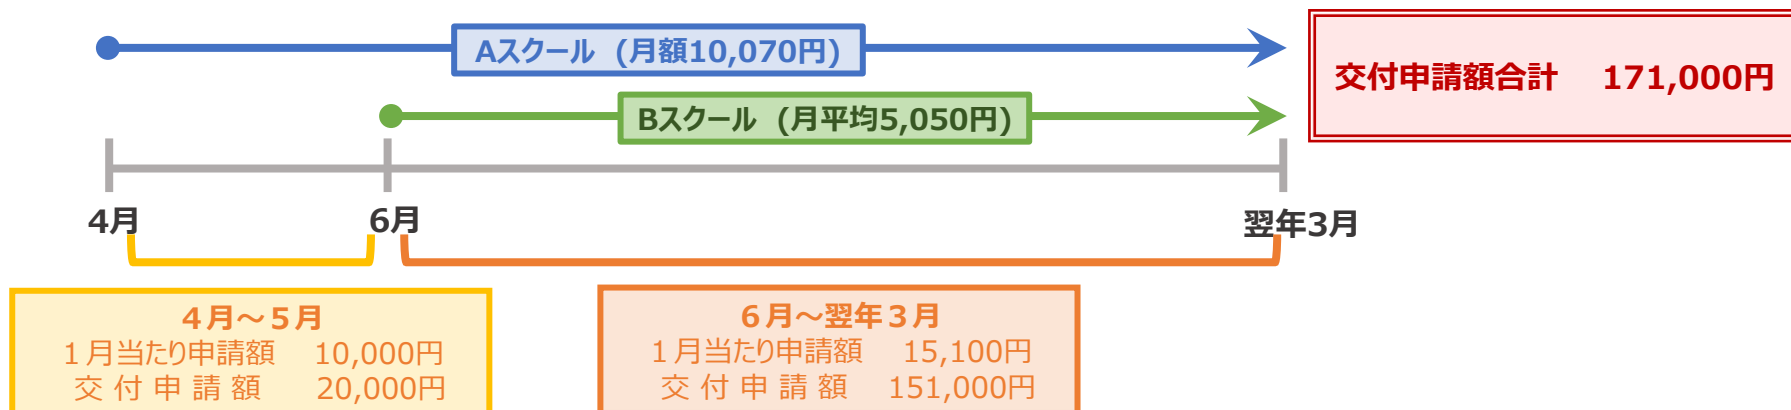 Aスクール (月額10,070円)
交付申請額合計 171,000円
Bスクール (月平均5,050円)
4月
6月
翌年3月
４月～５月
１月当たり申請額 10,000円
交付申請額 20,000円
６月～翌年３月
１月当たり申請額 15,100円
交付申請額 151,000円